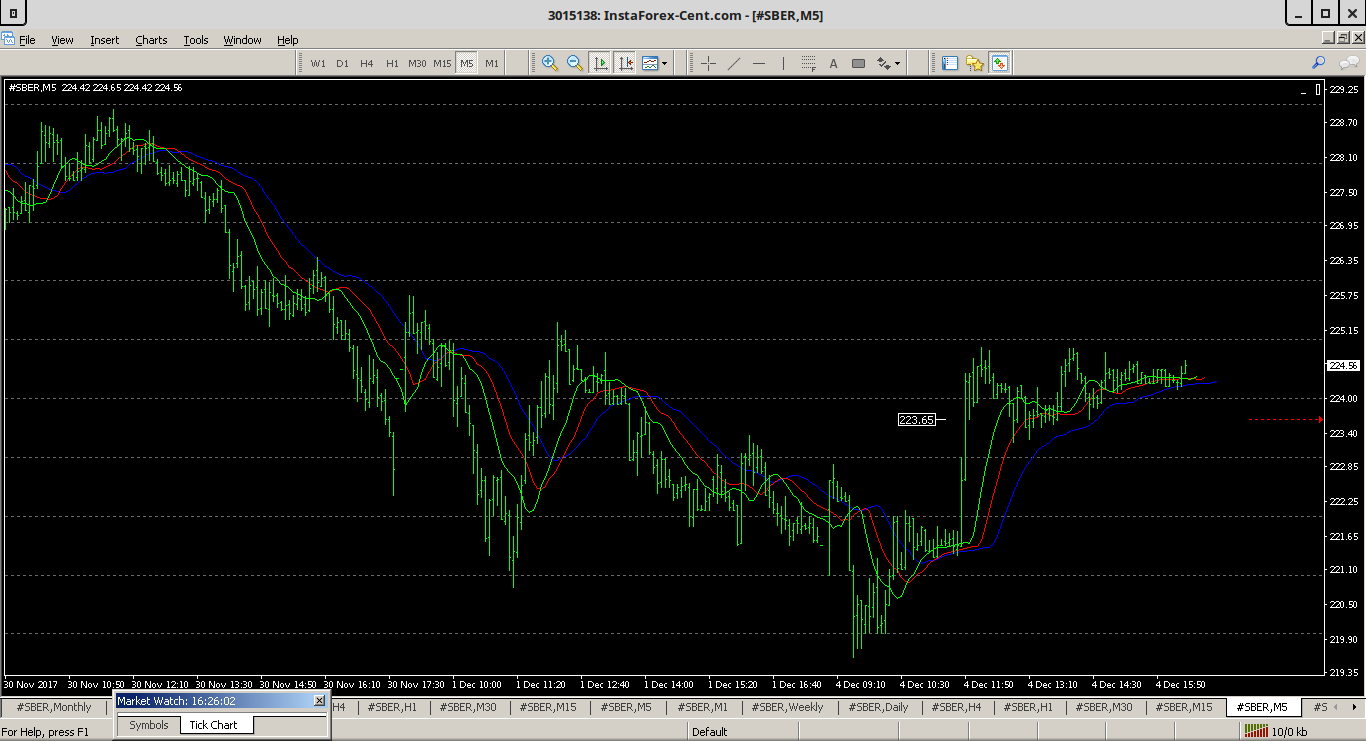 3015138: InstaForex-Cent.com - [#SBER,M5]
File View Insert Charts Tools Window Help
W1 D1 H4 H1 M30 M15 M5 M1
A
#SBER,M5 224.42 224.65 224.42 224.56
229.25
228.70
228.10
227.50
226.95
226.35
225.75
225.15
224.56
224.00
223.65
223.40
222.85
222.25
221.65
221.10
220.50
219.90
219.35
30 Nov 2017 30 Nov 10:50 30 Nov 12:10 30 Nov 13:30 30 Nov 14:50 30 Nov 16:10 30 Nov 17:30 1 Dec 10:00 1 Dec 11:20 1 Dec 12:40 1 Dec 14:00 1 Dec 15:20 1 Dec 16:40 4 Dec 09:10 4 Dec 10:30 4 Dec 11:50 4 Dec 13:10 4 Dec 14:30 4 Dec 15:50
Market Watch: 16:26:02
#SBER,Monthly H4 #SBER,H1 #SBER,M30 #SBER,M15 #SBER,M5 #SBER,M1 #SBER,Weekly #SBER,Daily #SBER,H4 #SBER,H1 #SBER,M30 #SBER,M15 #SBER,M5 #S
Symbols Tick Chart
For Help, press F1 Default 10/0 kb